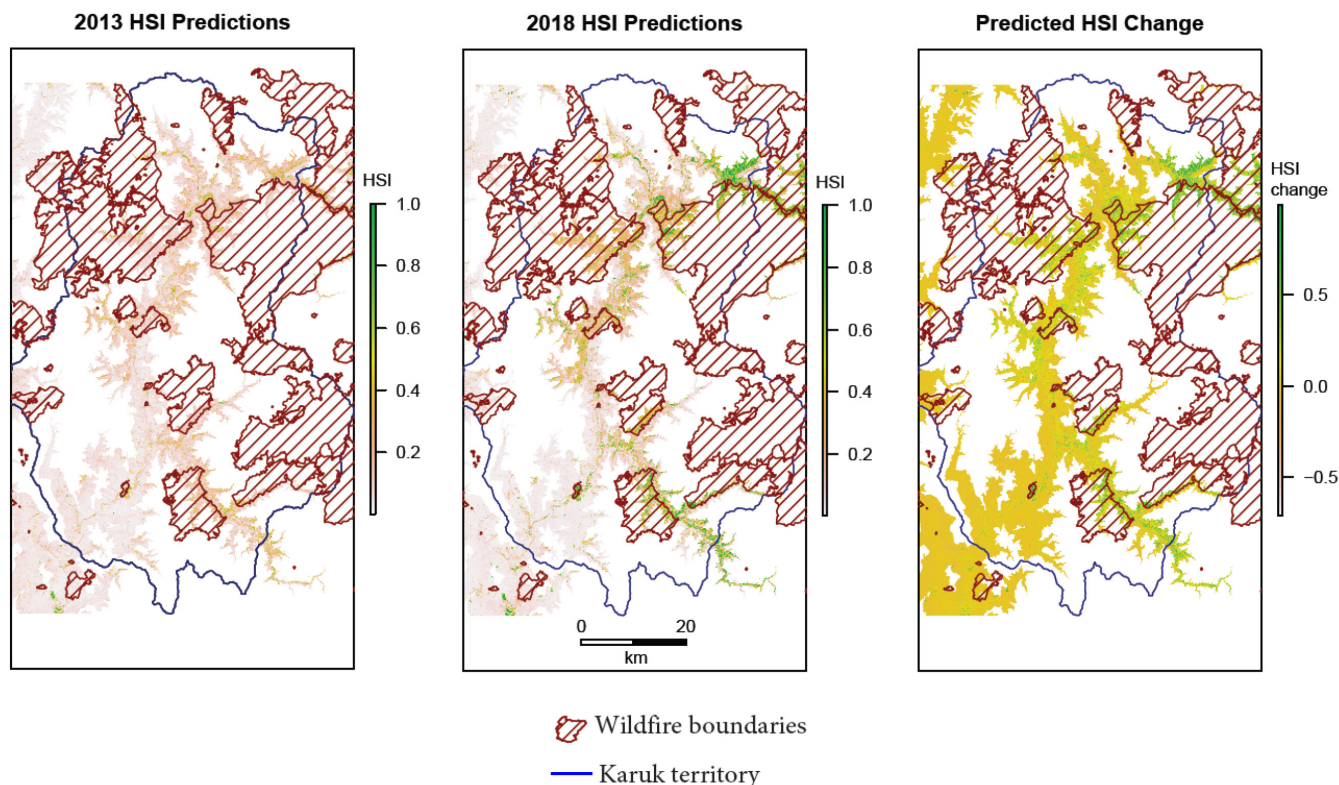 2013 HSI Predictions
2018 HSI Predictions
Predicted HSI Change
HSI
1.0
0.8
0.6
0.4
0.2
HSI
1.0
0.8
0.6
0.4
0.2
HSI
change
0.5
0.0
−0.5
0 20
km
Wildfire boundaries
Karuk territory